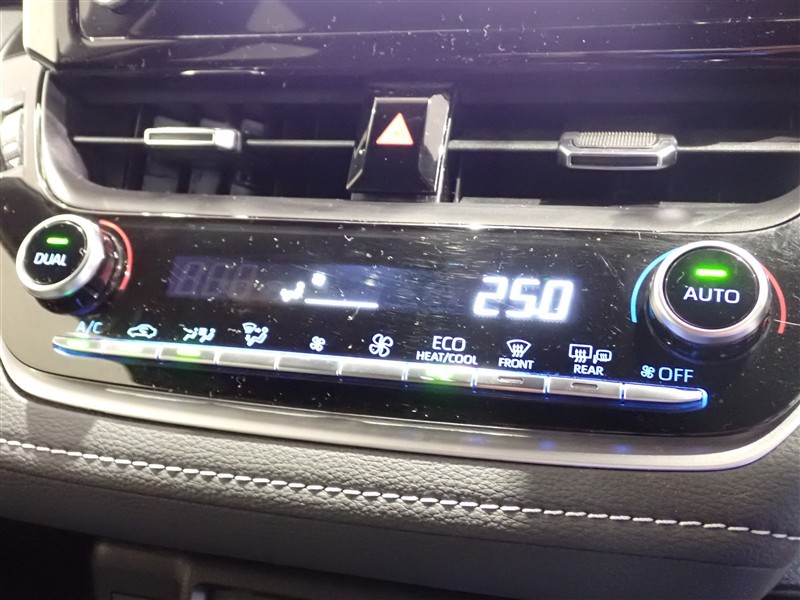 DUAL
25.0
AUTO
A/C
ECO
HEAT/COOL
FRONT
REAR
OFF